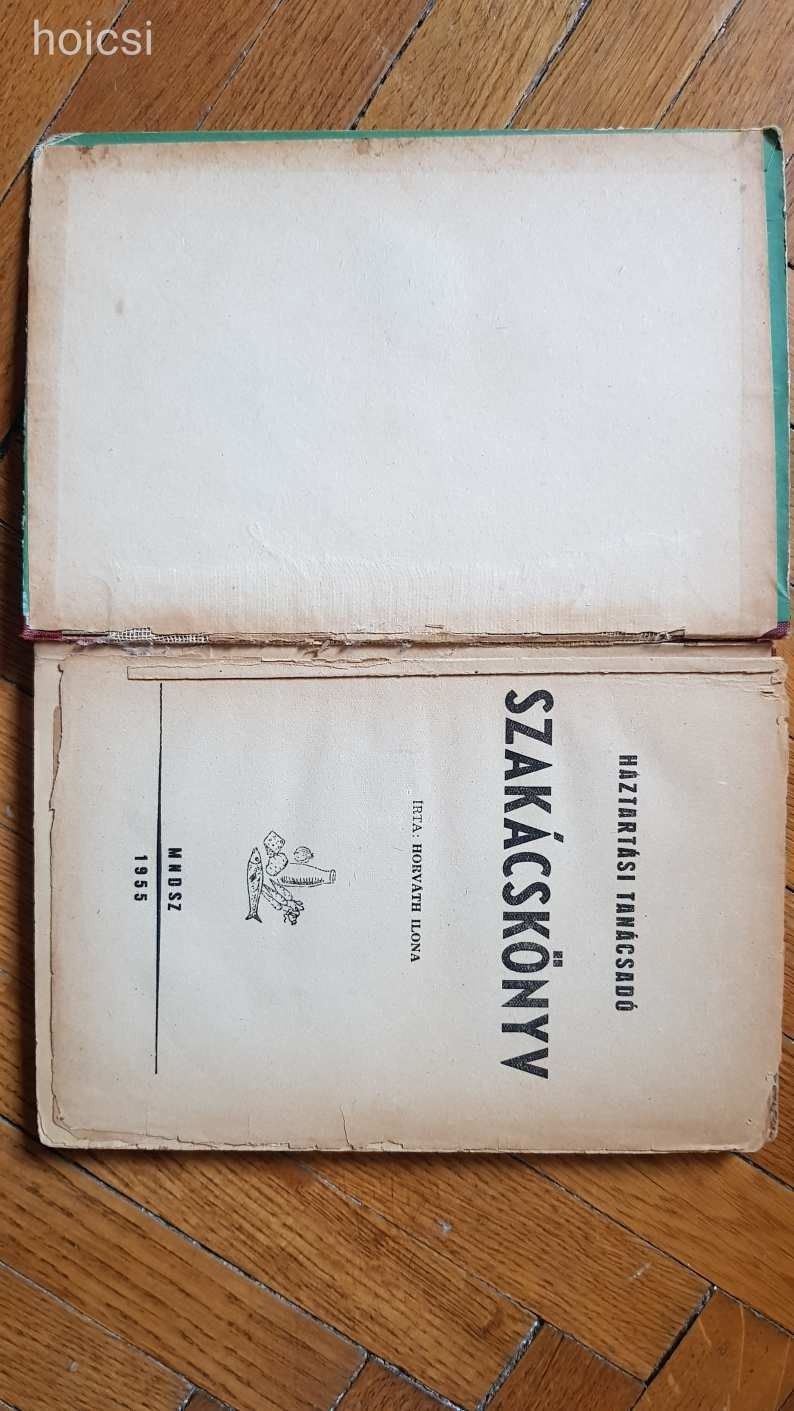 hoicsi
HÁZTARTÁSI TANÁCSADÓ
SZAKÁCSKÖNYV
ÍRTA: HORVÁTH ILONA
MNDSZ
1955